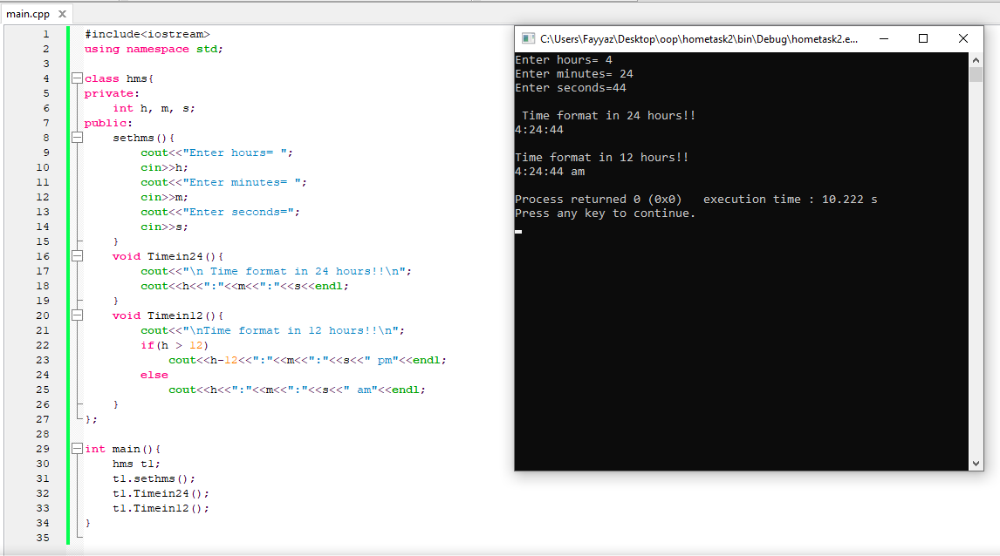 main.cpp
1 #include<iostream>
2 using namespace std;
3
4 class hms{
5 private:
6 int h, m, s;
7 public:
8 sethms(){
9 cout<<"Enter hours= ";
10 cin>>h;
11 cout<<"Enter minutes= ";
12 cin>>m;
13 cout<<"Enter seconds=";
14 cin>>s;
15 }
16 void Timein24(){
17 cout<<"\n Time format in 24 hours!!\n";
18 cout<<h<<":"<<m<<":"<<s<<endl;
19 }
20 void Timein12(){
21 cout<<"\nTime format in 12 hours!!\n";
22 if(h > 12)
23 cout<<h-12<<":"<<m<<":"<<s<<" pm"<<endl;
24 else
25 cout<<h<<":"<<m<<":"<<s<<" am"<<endl;
26 }
27 };
28
29 int main(){
30 hms t1;
31 t1.sethms();
32 t1.Timein24();
33 t1.Timein12();
34 }
35
C:\Users\Fayyaz\Desktop\oop\hometask2\bin\Debug\hometask2.e...
Enter hours= 4
Enter minutes= 24
Enter seconds=44
Time format in 24 hours!!
4:24:44
Time format in 12 hours!!
4:24:44 am
Process returned 0 (0x0)   execution time : 10.222 s
Press any key to continue.